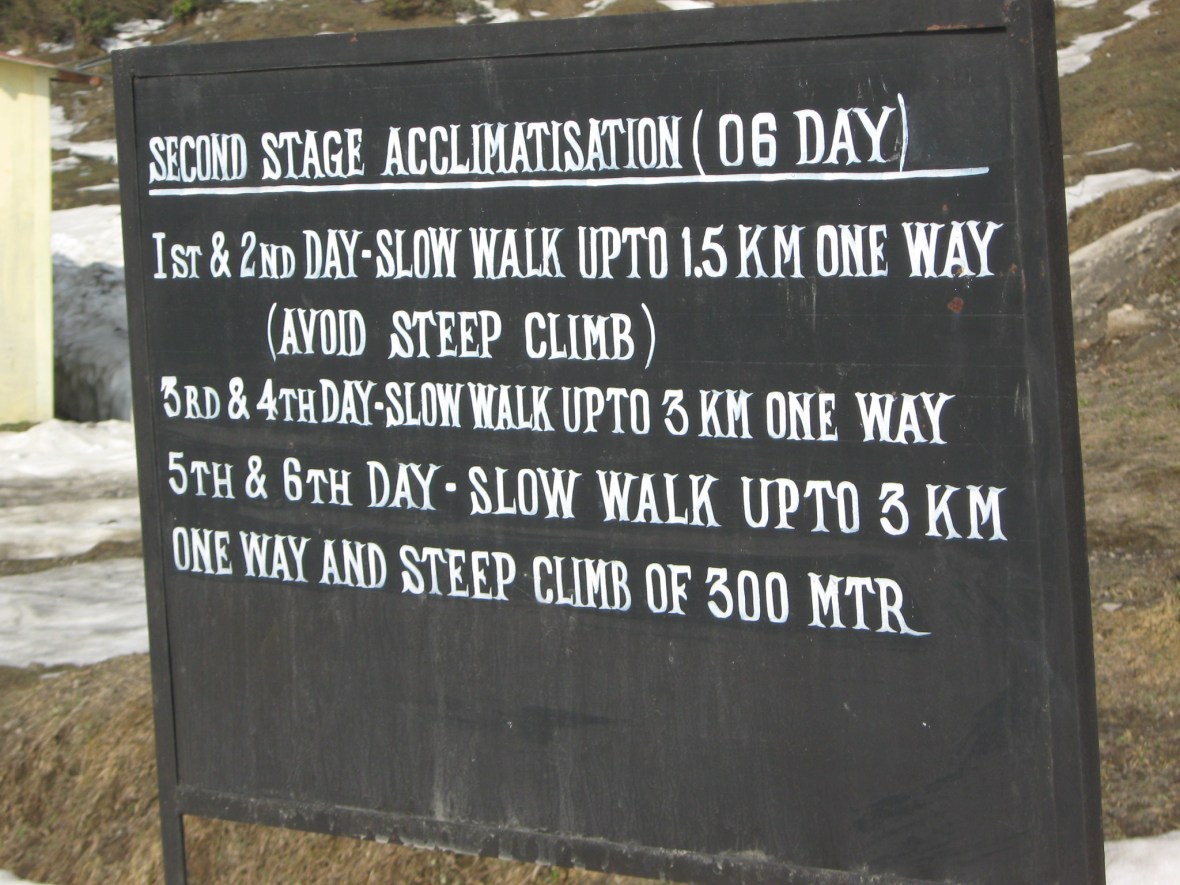 SECOND STAGE ACCLIMATISATION (06 DAY)
1ST & 2ND DAY-SLOW WALK UPTO 1.5 KM ONE WAY
(AVOID STEEP CLIMB)
3RD & 4TH DAY-SLOW WALK UPTO 3 KM ONE WAY
5TH & 6TH DAY- SLOW WALK UPTO 3 KM
ONE WAY AND STEEP CLIMB OF 300 MTR